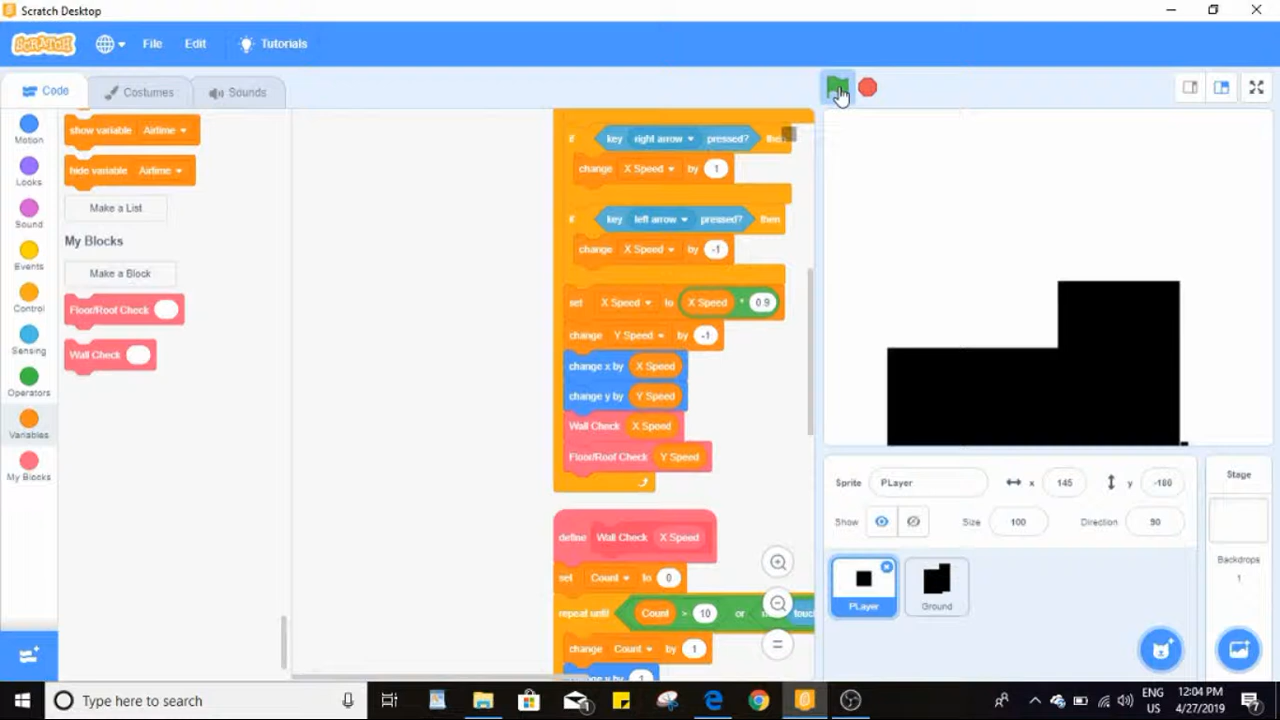 Scratch Desktop
SCRATCH File Edit Tutorials
Code Costumes Sounds
Motion
Looks
Sound
Events
Control
Sensing
Operators
Variables
My Blocks
show variable Airtime
hide variable Airtime
Make a List
My Blocks
Make a Block
Floor/Roof Check
Wall Check
if key right arrow pressed? then
change X Speed by 1
if key left arrow pressed? then
change X Speed by -1
set X Speed to X Speed * 0.9
change Y Speed by -1
change x by X Speed
change y by Y Speed
Wall Check X Speed
Floor/Roof Check Y Speed
define Wall Check X Speed
set Count to 0
repeat until Count > 10 or
change Count by 1
Sprite PLayer x 145 y -180
Show Size 100 Direction 90
PLayer
Ground
Stage
Backdrops
1
Type here to search
1
ENG
US
12:04 PM
4/27/2019
7